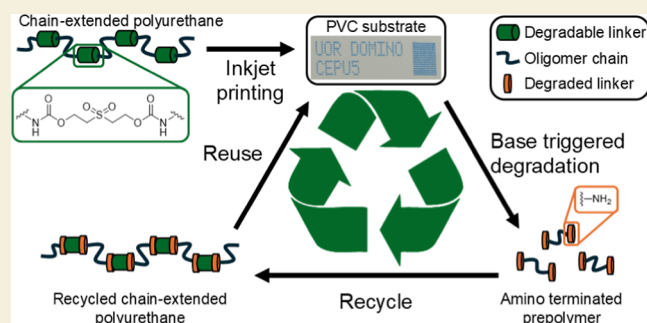 Chain-extended polyurethane
PVC substrate
UOR DOMINO
CEPU5
Degradable linker
Oligomer chain
Degraded linker
Inkjet
printing
O
O
O
O
S
N
H
O
O
N
H
Reuse
Base triggered
degradation
NH₂
Recycled chain-extended
polyurethane
Recycle
Amino terminated
prepolymer